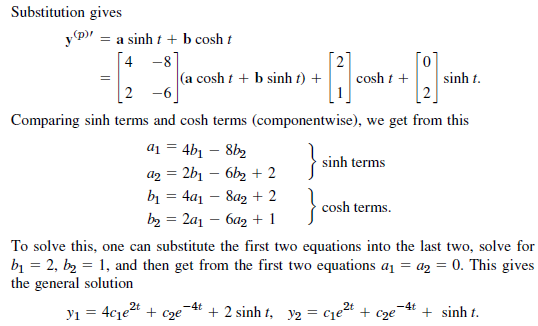 Substitution gives
y⁽ᵖ⁾′ = a sinh t + b cosh t
= [4 −8; 2 −6] (a cosh t + b sinh t) + [2; 1] cosh t + [0; 2] sinh t.
Comparing sinh terms and cosh terms (componentwise), we get from this
a₁ = 4b₁ − 8b₂
a₂ = 2b₁ − 6b₂ + 2
} sinh terms
b₁ = 4a₁ − 8a₂ + 2
b₂ = 2a₁ − 6a₂ + 1
} cosh terms.
To solve this, one can substitute the first two equations into the last two, solve for
b₁ = 2, b₂ = 1, and then get from the first two equations a₁ = a₂ = 0. This gives
the general solution
y₁ = 4c₁e²ᵗ + c₂e⁻⁴ᵗ + 2 sinh t, y₂ = c₁e²ᵗ + c₂e⁻⁴ᵗ + sinh t.